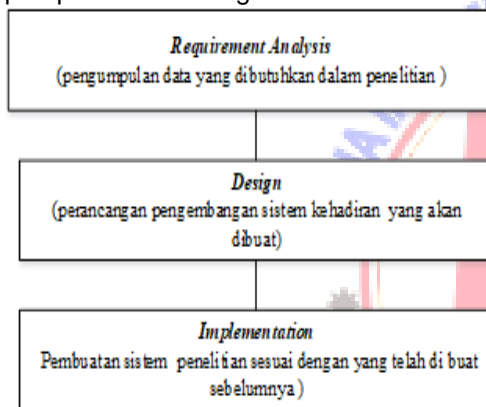 Requirement Analysis
(pengumpulan data yang dibutuhkan dalam penelitian )
Design
(perancangan pengembangan sistem kehadiran yang akan
dibuat)
Implementation
Pembuatan sistem penelitian sesuai dengan yang telah di buat
sebelumnya )